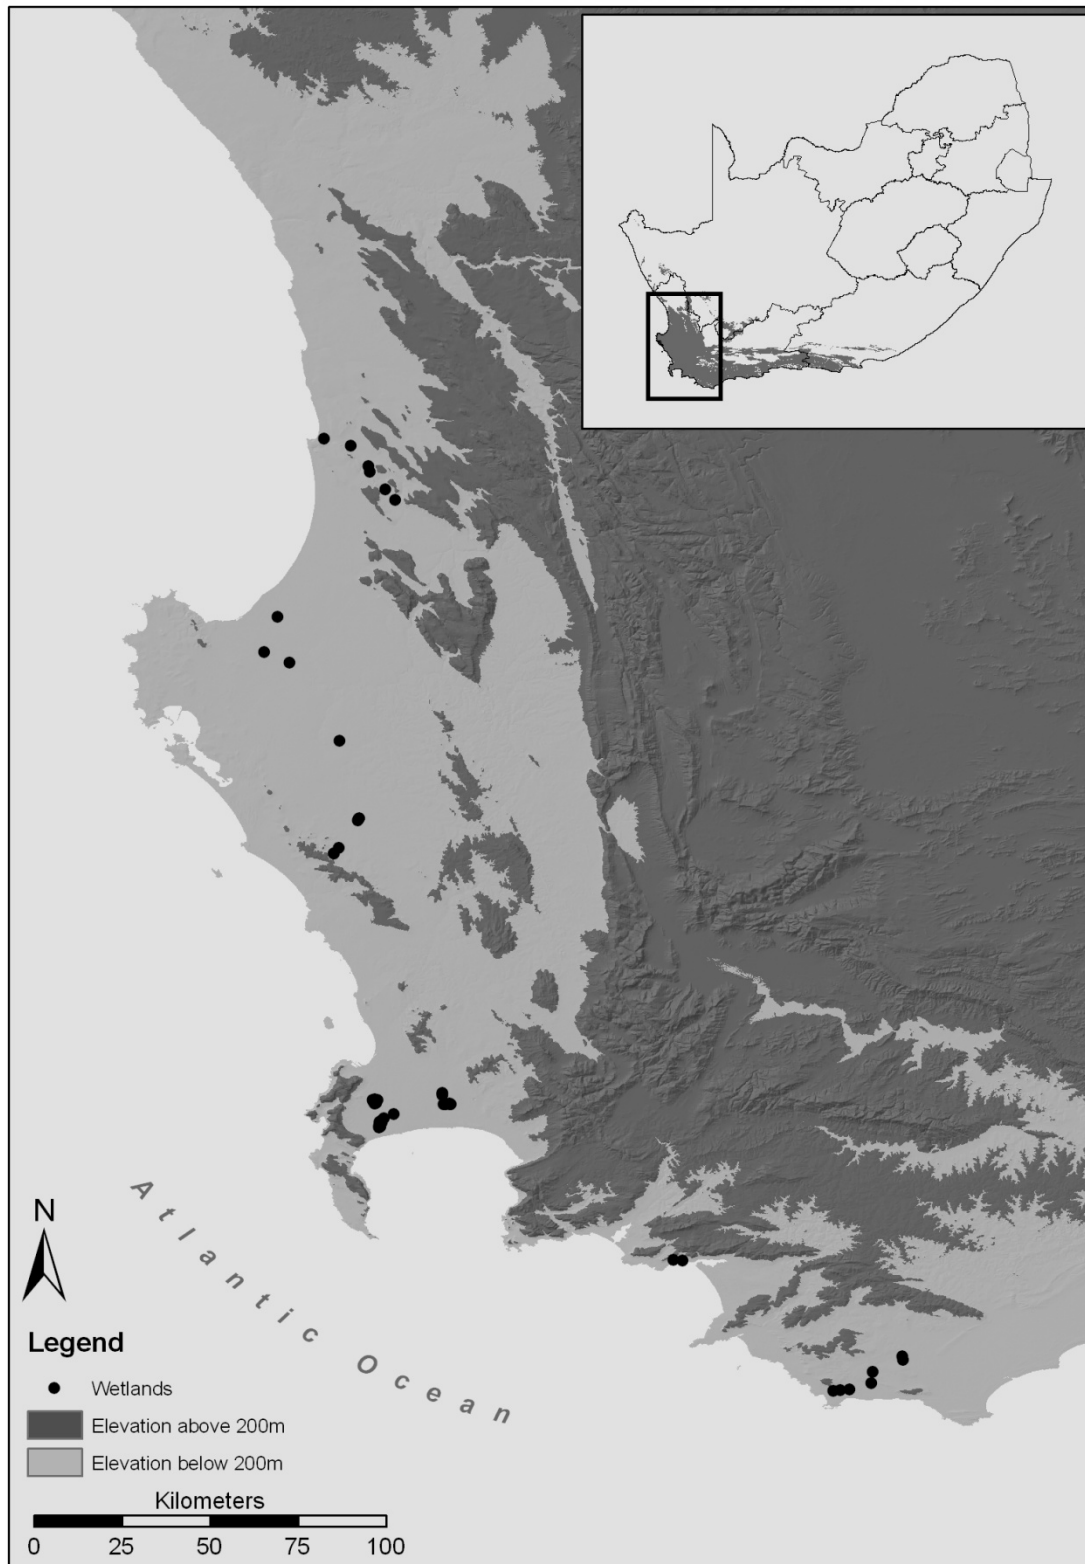 N
Atlantic Ocean
Legend
Wetlands
Elevation above 200m
Elevation below 200m
Kilometers
0 25 50 75 100